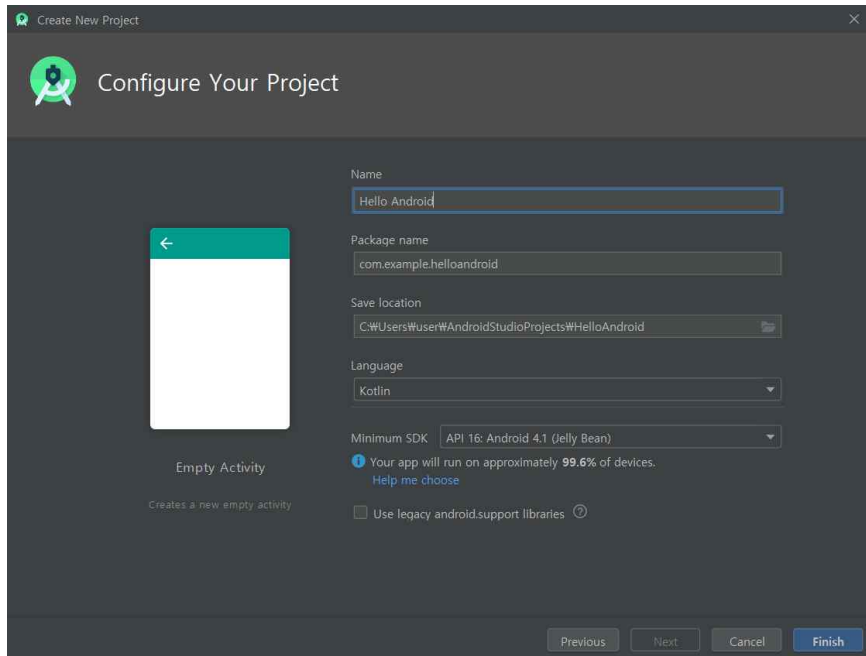 Create New Project
Configure Your Project
Name
Hello Android
Package name
com.example.helloandroid
Save location
C:₩Users₩user₩AndroidStudioProjects₩HelloAndroid
Language
Kotlin
Minimum SDK API 16: Android 4.1 (Jelly Bean)
Your app will run on approximately 99.6% of devices.
Help me choose
Use legacy android.support libraries
Empty Activity
Creates a new empty activity
Previous Next Cancel Finish